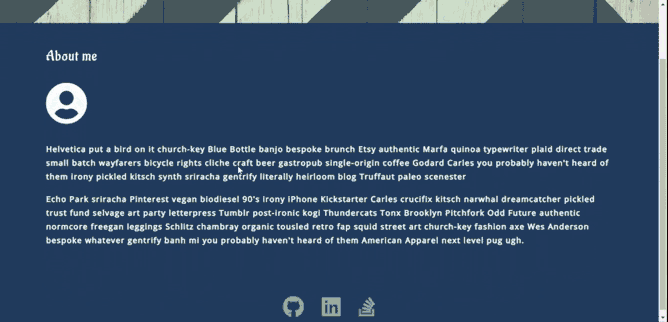 About me
Helvetica put a bird on it church-key Blue Bottle banjo bespoke brunch Etsy authentic Marfa quinoa typewriter plaid direct trade
small batch wayfarers bicycle rights cliche craft beer gastropub single-origin coffee Godard Carles you probably haven't heard of
them irony pickled kitsch synth sriracha gentrify literally heirloom blog Truffaut paleo scenester
Echo Park sriracha Pinterest vegan biodiesel 90's irony iPhone Kickstarter Carles crucifix kitsch narwhal dreamcatcher pickled
trust fund selvage art party letterpress Tumblr post-ironic kogi Thundercats Tonx Brooklyn Pitchfork Odd Future authentic
normcore freegan leggings Schlitz chambray organic tousled retro fap squid street art church-key fashion axe Wes Anderson
bespoke whatever gentrify banh mi you probably haven't heard of them American Apparel next level pug ugh.
in